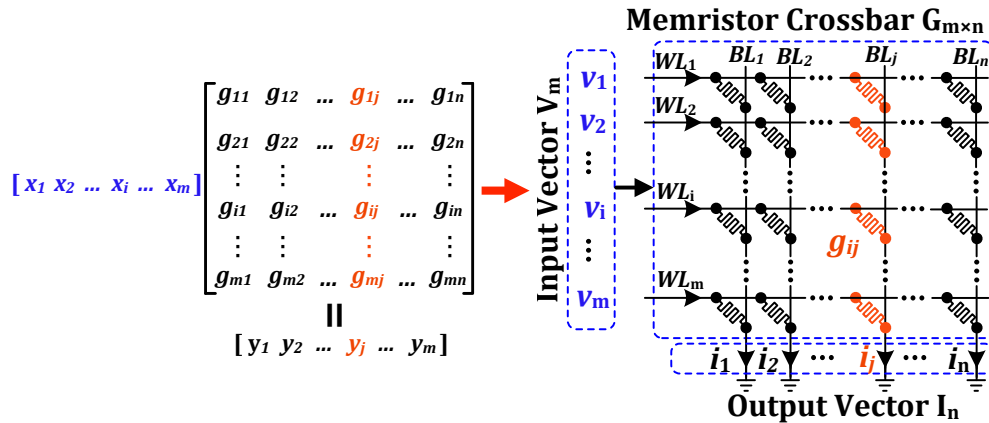 [ x1 x2 ... xi ... xm ]
g11 g12 ... g1j ... g1n
g21 g22 ... g2j ... g2n
⋮ ⋮ ⋮ ⋮
gi1 gi2 ... gij ... gin
⋮ ⋮ ⋮ ⋮
gm1 gm2 ... gmj ... gmn
=
[ y1 y2 ... yj ... ym ]
Input Vector Vm
v1
v2
⋮
vi
⋮
vm
Memristor Crossbar Gm×n
BL1 BL2 BLj BLn
WL1 ... ...
WL2 ... ...
WLi ... ...
gij
WLm ... ...
i1 i2 ... ij ... in
Output Vector In